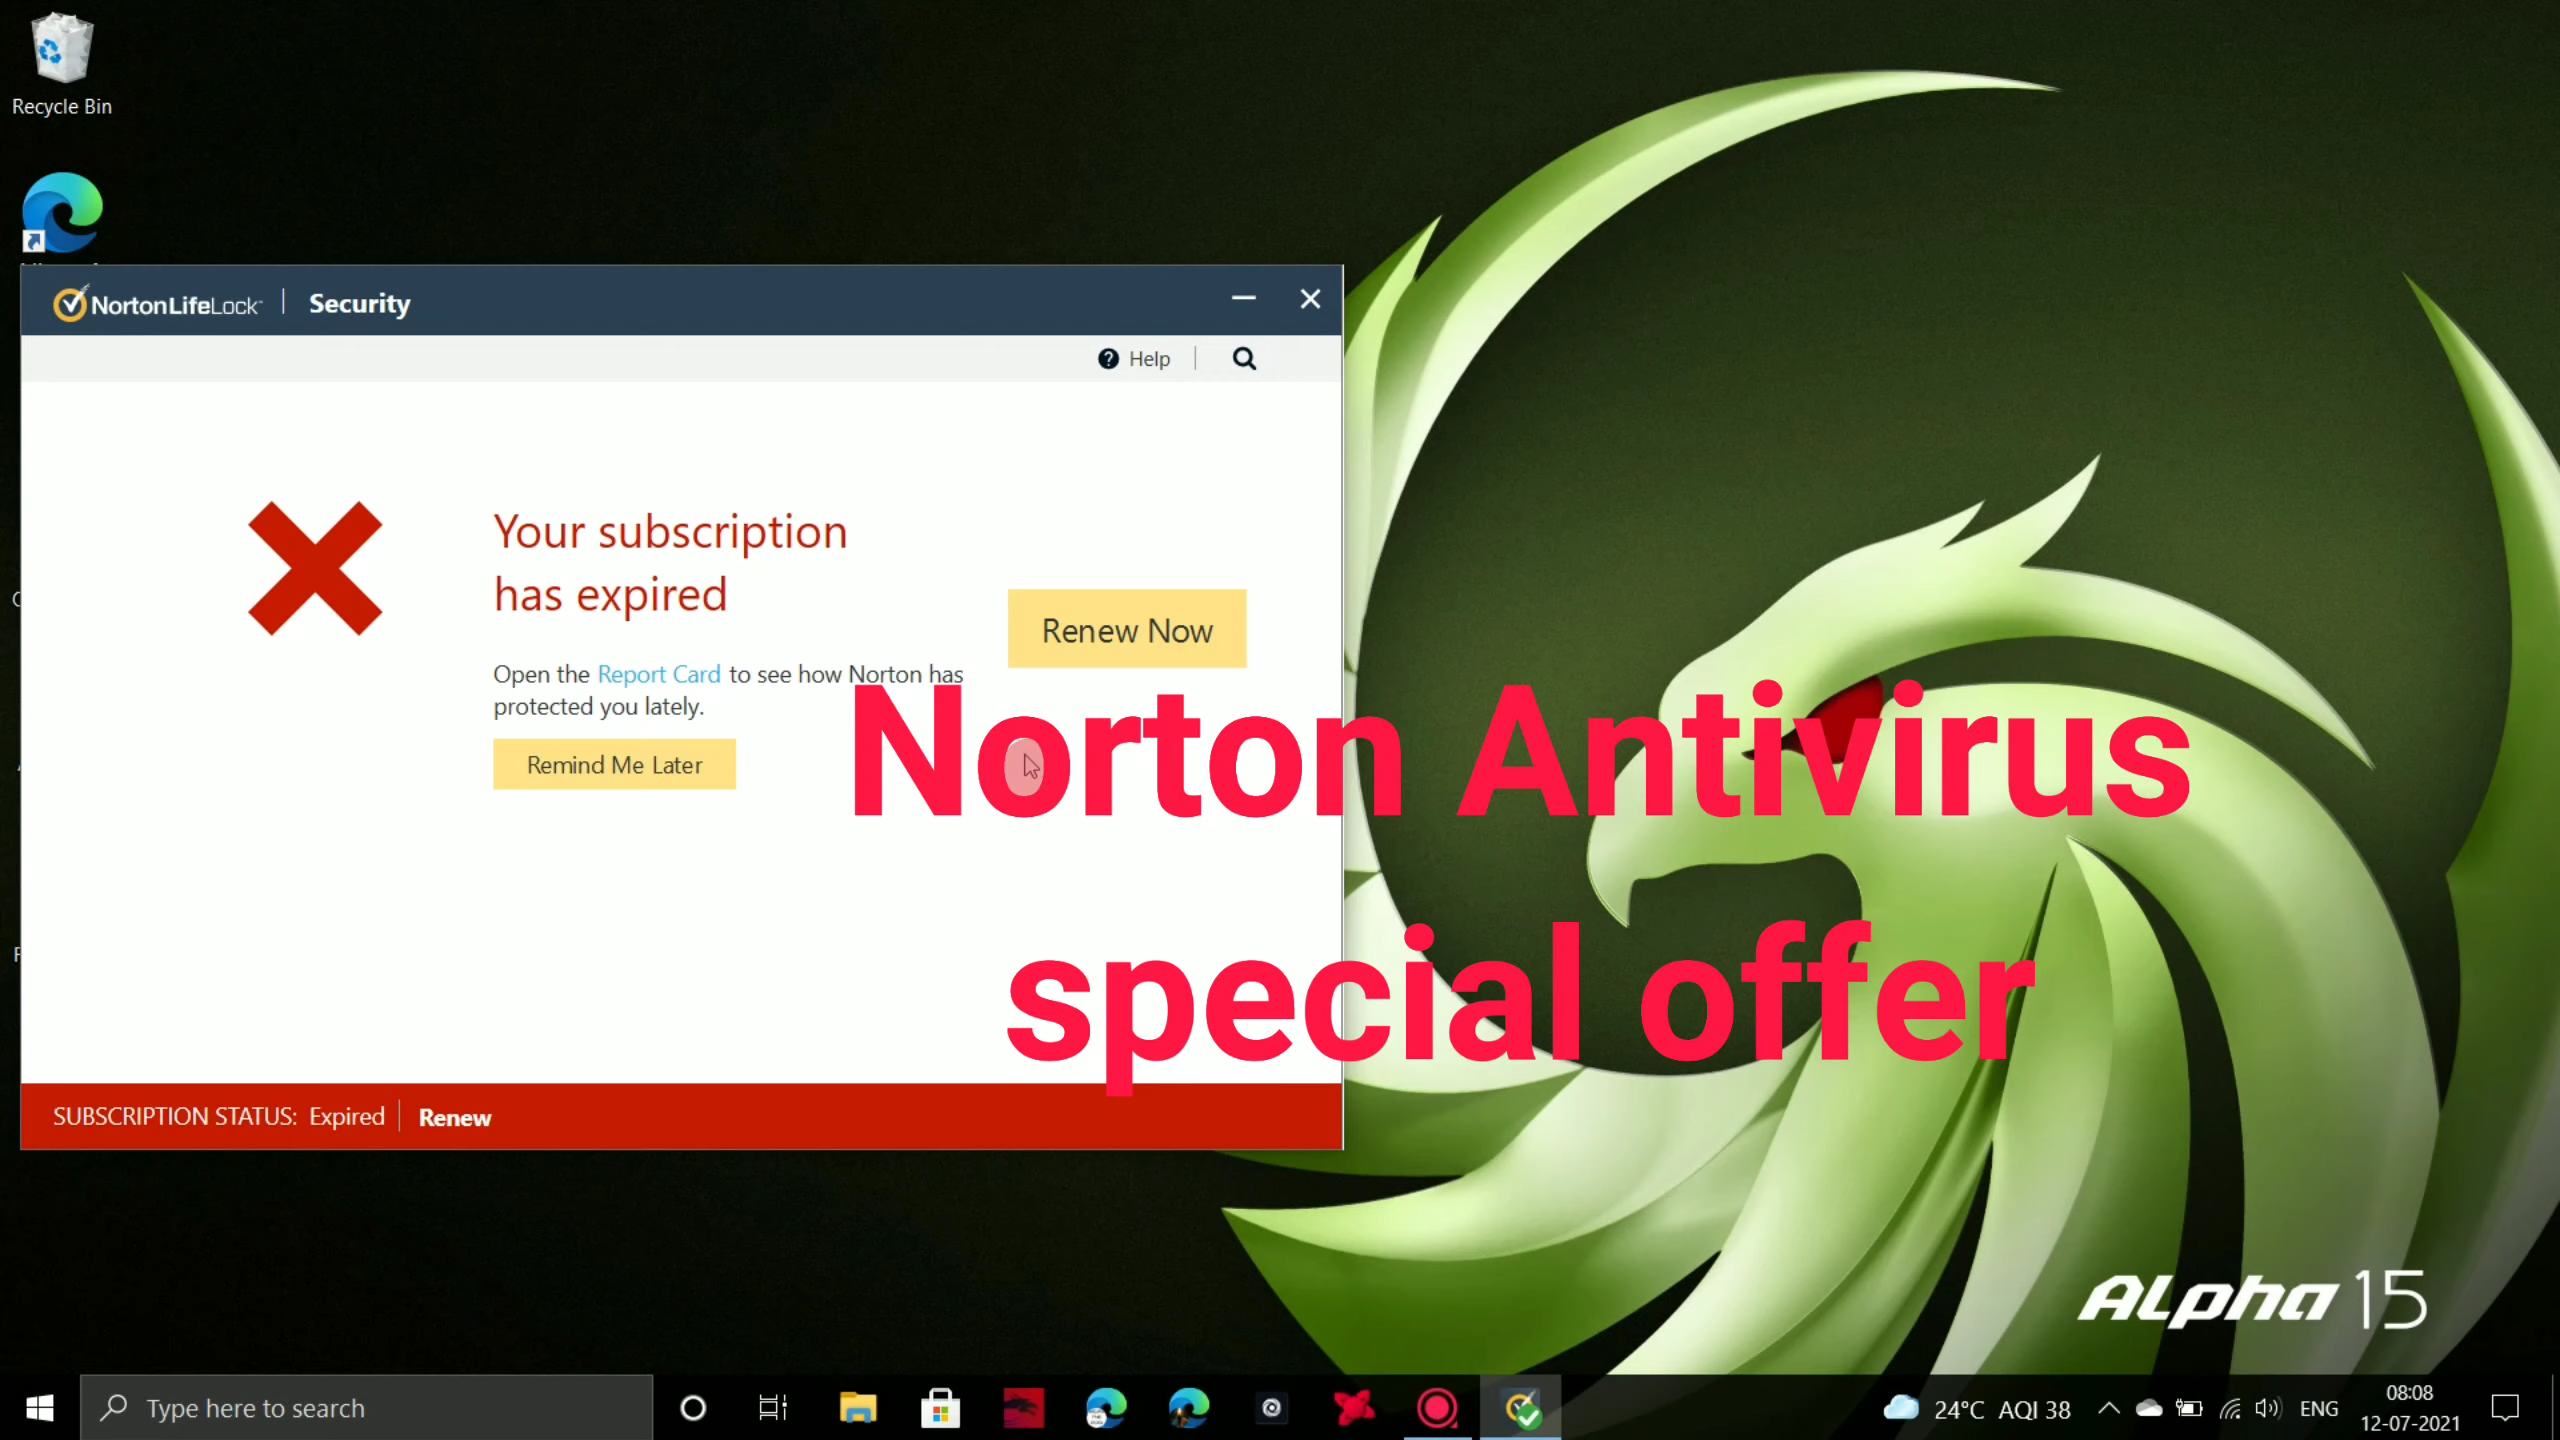 Recycle Bin
NortonLifeLock
Security
Help
Your subscription
has expired
Renew Now
Open the Report Card to see how Norton has
protected you lately.
Remind Me Later
Norton Antivirus
special offer
SUBSCRIPTION STATUS: Expired
Renew
ALpha 15
Type here to search
24°C AQI 38
ENG
08:08
12-07-2021